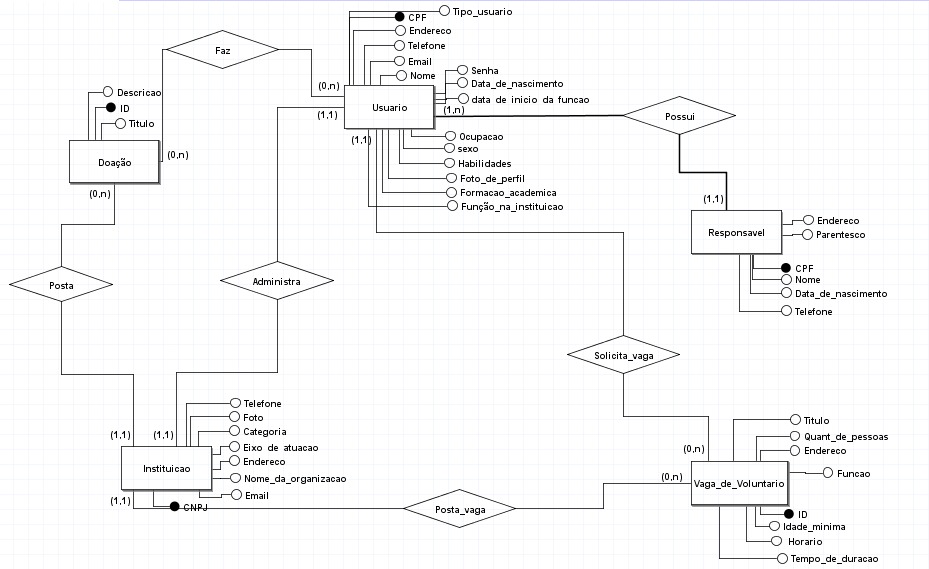 Tipo_usuario
CPF
Endereco
Telefone
Email
Nome
Faz
(0,n)
Usuario
Senha
Data_de_nascimento
data de inicio da funcao
(1,n)
Possui
(1,1)
(1,1)
Descricao
ID
Titulo
Doação
(0,n)
(0,n)
Ocupacao
sexo
Habilidades
Foto_de_perfil
Formacao_academica
Função_na_instituicao
(1,1)
Responsavel
Endereco
Parentesco
CPF
Nome
Data_de_nascimento
Telefone
Posta
Administra
Solicita_vaga
(1,1)
(1,1)
Telefone
Foto
Categoria
Eixo de atuacao
Endereco
Nome_da_organizacao
Email
Instituicao
(1,1)
CNPJ
Posta_vaga
(0,n)
(0,n)
Vaga_de_Voluntario
Titulo
Quant_de_pessoas
Endereco
Funcao
ID
Idade_minima
Horario
Tempo_de_duracao